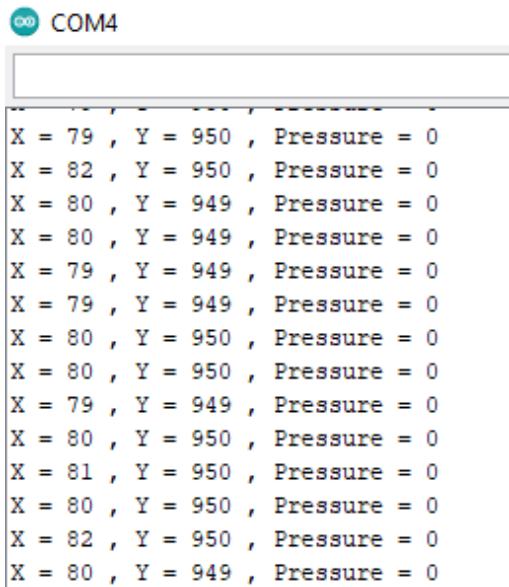 COM4
X = 79 , Y = 950 , Pressure = 0
X = 82 , Y = 950 , Pressure = 0
X = 80 , Y = 949 , Pressure = 0
X = 80 , Y = 949 , Pressure = 0
X = 79 , Y = 949 , Pressure = 0
X = 79 , Y = 949 , Pressure = 0
X = 80 , Y = 950 , Pressure = 0
X = 80 , Y = 950 , Pressure = 0
X = 79 , Y = 949 , Pressure = 0
X = 80 , Y = 950 , Pressure = 0
X = 81 , Y = 950 , Pressure = 0
X = 80 , Y = 950 , Pressure = 0
X = 82 , Y = 950 , Pressure = 0
X = 80 , Y = 949 , Pressure = 0